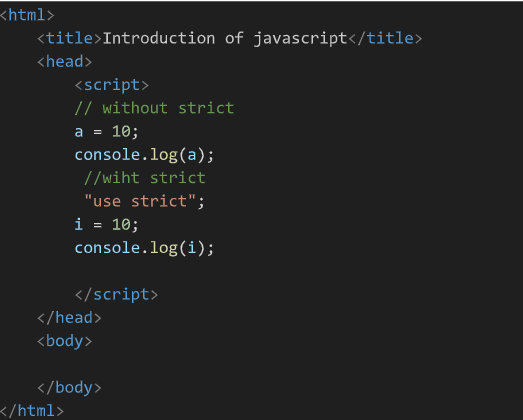 <html>
    <title>Introduction of javascript</title>
    <head>
        <script>
        // without strict
        a = 10;
        console.log(a);
         //wiht strict
         "use strict";
        i = 10;
        console.log(i);

        </script>
    </head>
    <body>

    </body>
</html>